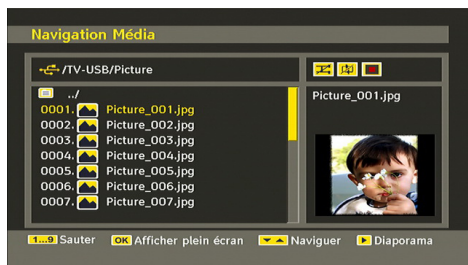 Navigation Média
/TV-USB/Picture
../
0001. Picture_001.jpg
0002. Picture_002.jpg
0003. Picture_003.jpg
0004. Picture_004.jpg
0005. Picture_005.jpg
0006. Picture_006.jpg
0007. Picture_007.jpg
Picture_001.jpg
1...9 Sauter OK Afficher plein écran Naviguer Diaporama